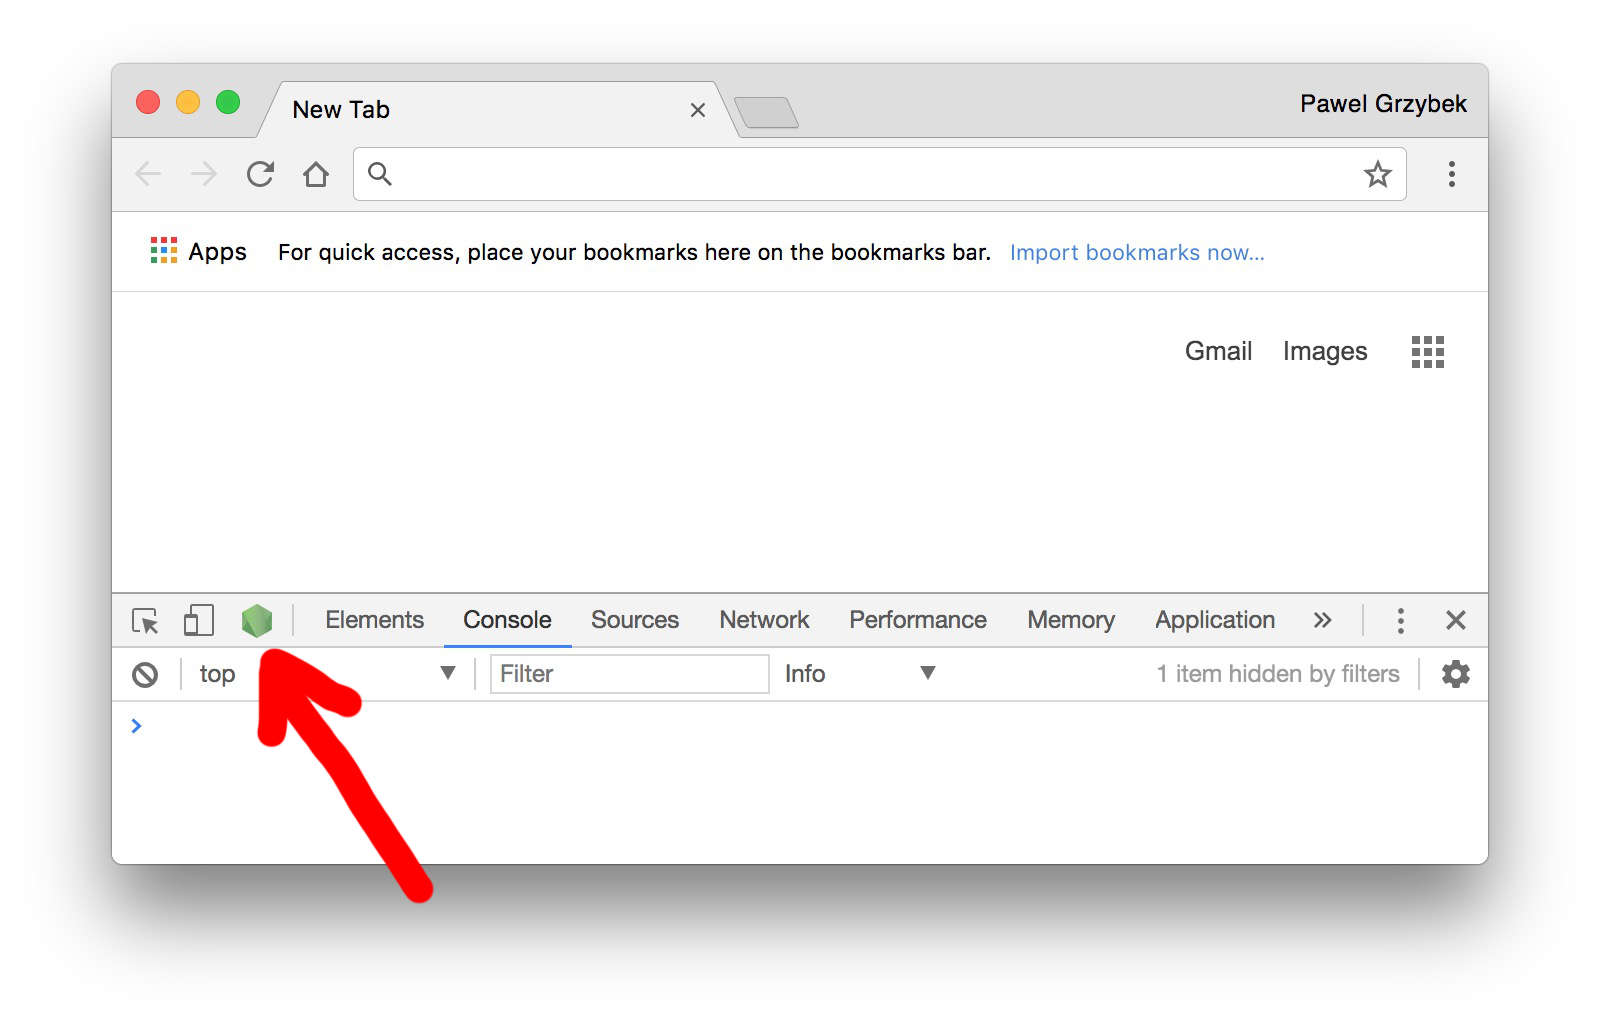 New Tab
Pawel Grzybek
Apps For quick access, place your bookmarks here on the bookmarks bar. Import bookmarks now...
Gmail Images
Elements Console Sources Network Performance Memory Application
top Filter Info 1 item hidden by filters